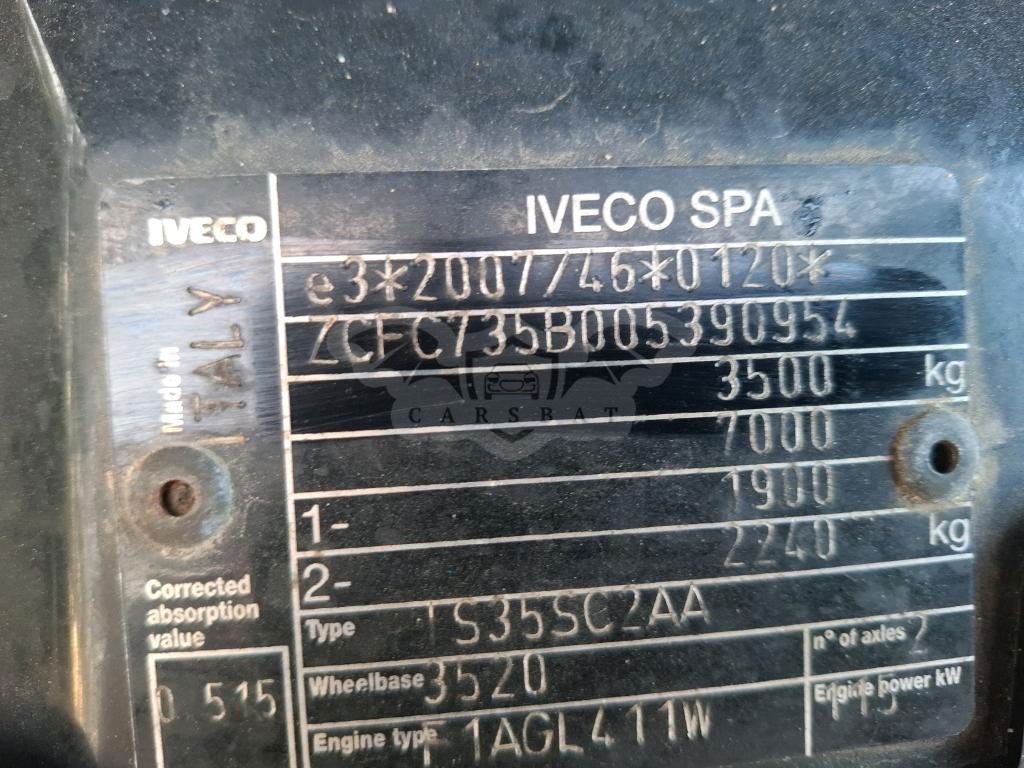 IVECO
IVECO SPA
Made in
ITALY
e3*2007/46*0120*
ZCFC735B005390954
3500 kg
7000
1- 1900
2- 2240 kg
CARSBAT
Corrected
absorption
value
0 515
Type
S35SC2AA
n° of axles 2
Wheelbase 3520
Engine power kW
Engine type F1AGL411W